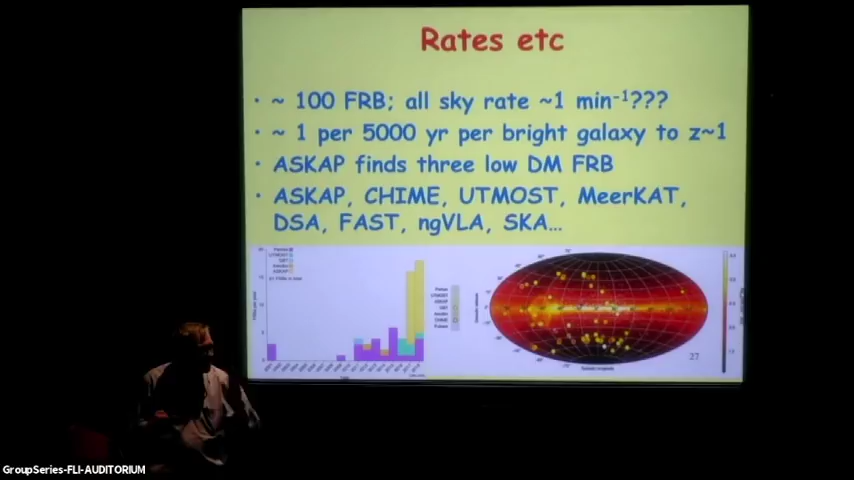 Rates etc
• ~ 100 FRB; all sky rate ~1 min⁻¹???
• ~ 1 per 5000 yr per bright galaxy to z~1
• ASKAP finds three low DM FRB
• ASKAP, CHIME, UTMOST, MeerKAT,
DSA, FAST, ngVLA, SKA…
27
GroupSeries-FLI-AUDITORIUM